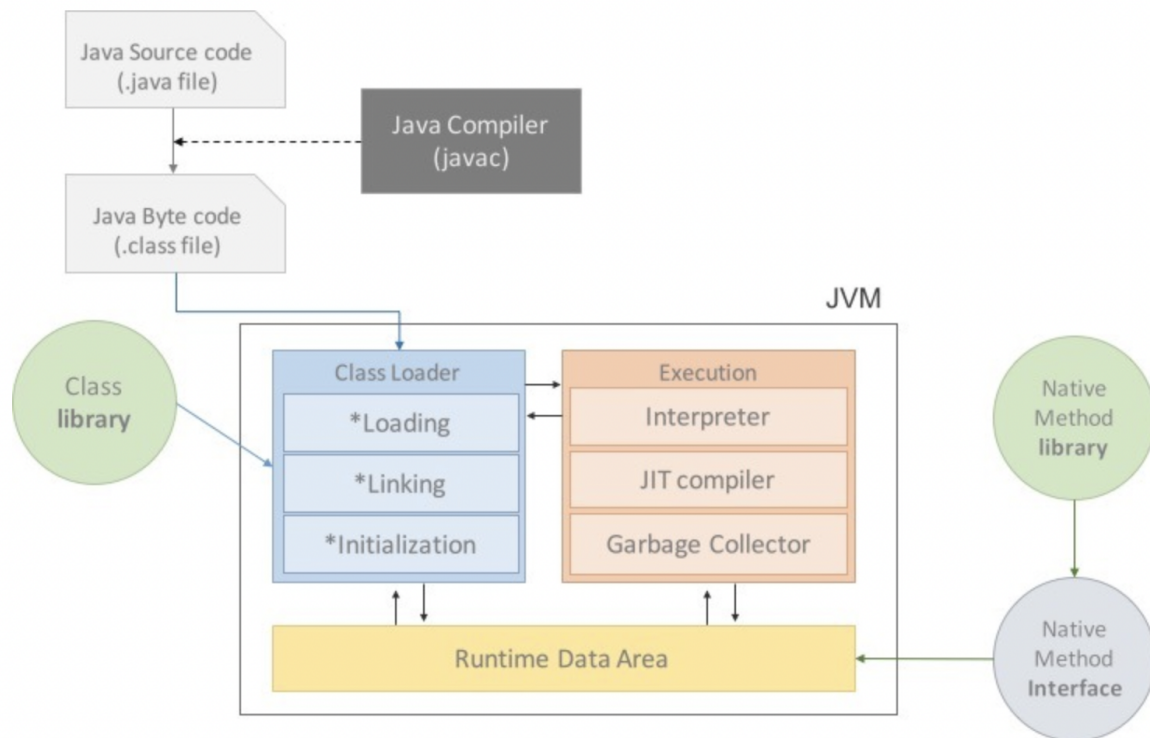 Java Source code
(.java file)
Java Compiler
(javac)
Java Byte code
(.class file)
JVM
Class
library
Class Loader
*Loading
*Linking
*Initialization
Execution
Interpreter
JIT compiler
Garbage Collector
Native
Method
library
Runtime Data Area
Native
Method
Interface